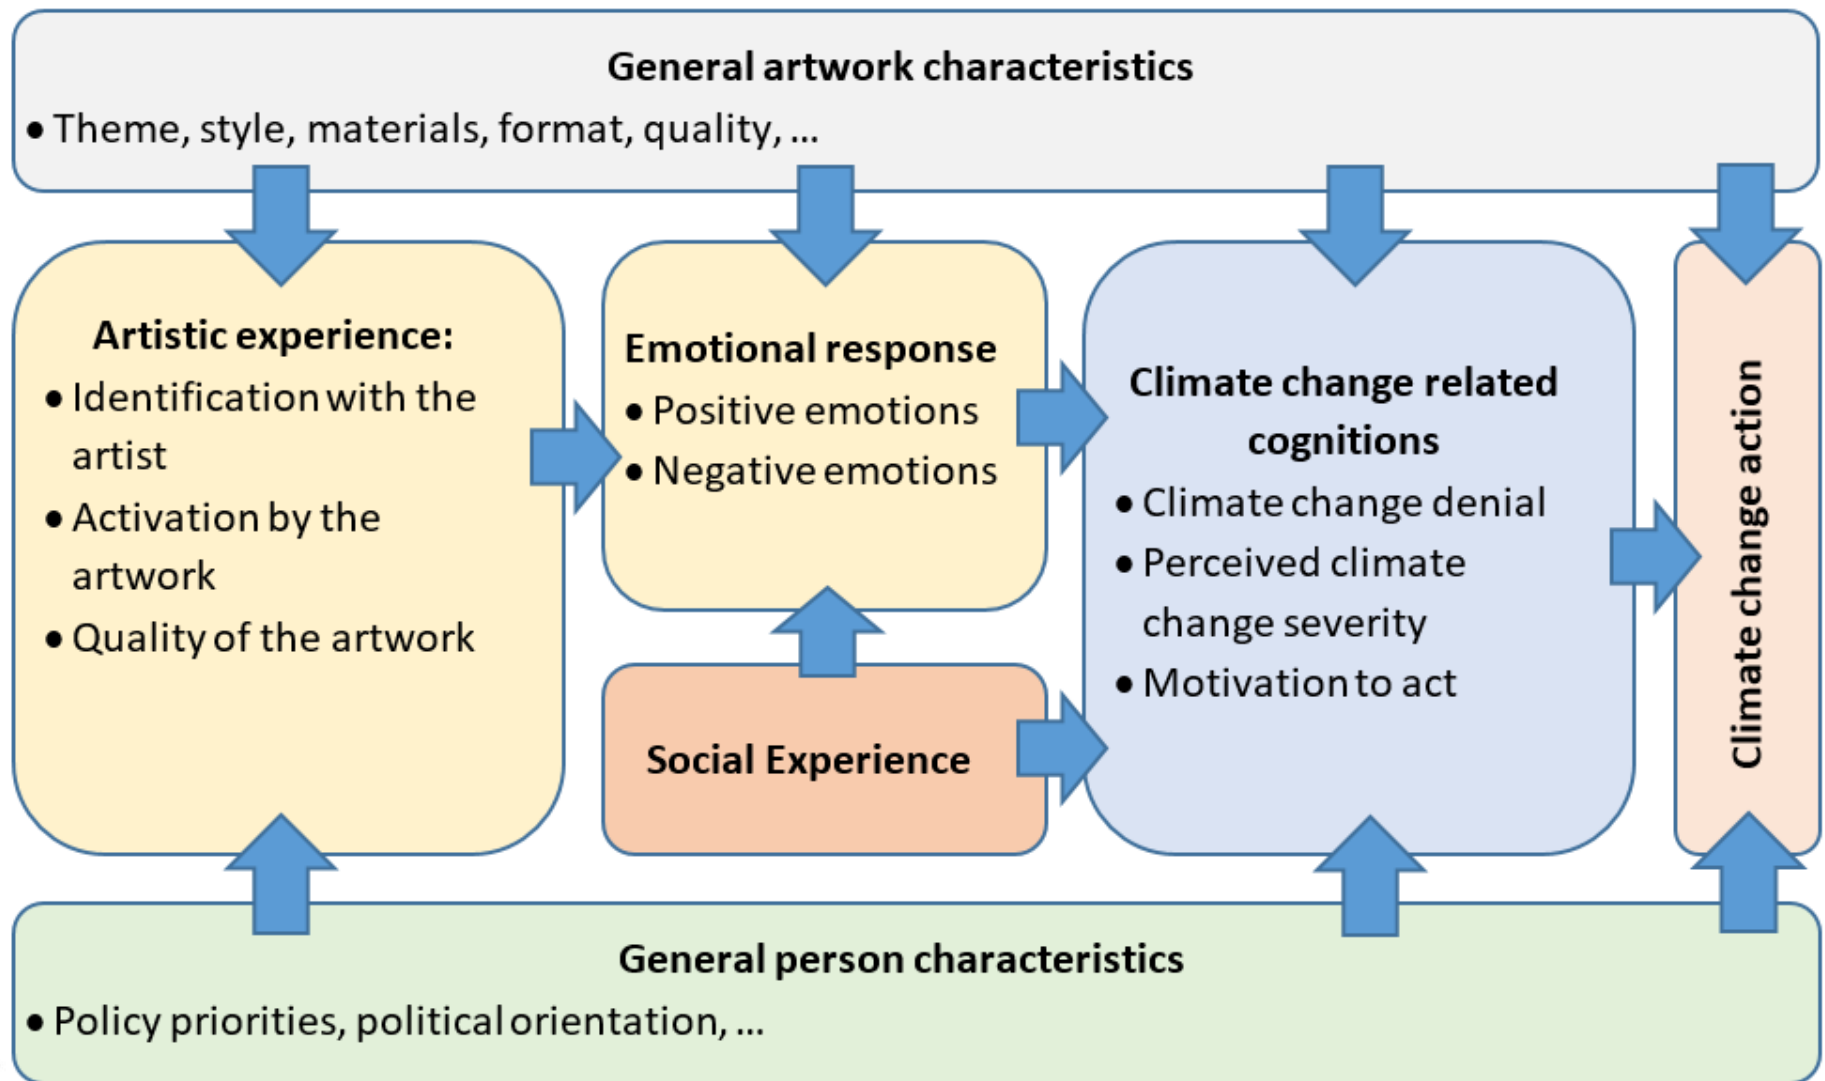 General artwork characteristics
• Theme, style, materials, format, quality, ...
Artistic experience:
• Identification with the
artist
• Activation by the
artwork
• Quality of the artwork
Emotional response
• Positive emotions
• Negative emotions
Social Experience
Climate change related
cognitions
• Climate change denial
• Perceived climate
change severity
• Motivation to act
Climate change action
General person characteristics
• Policy priorities, political orientation, ...